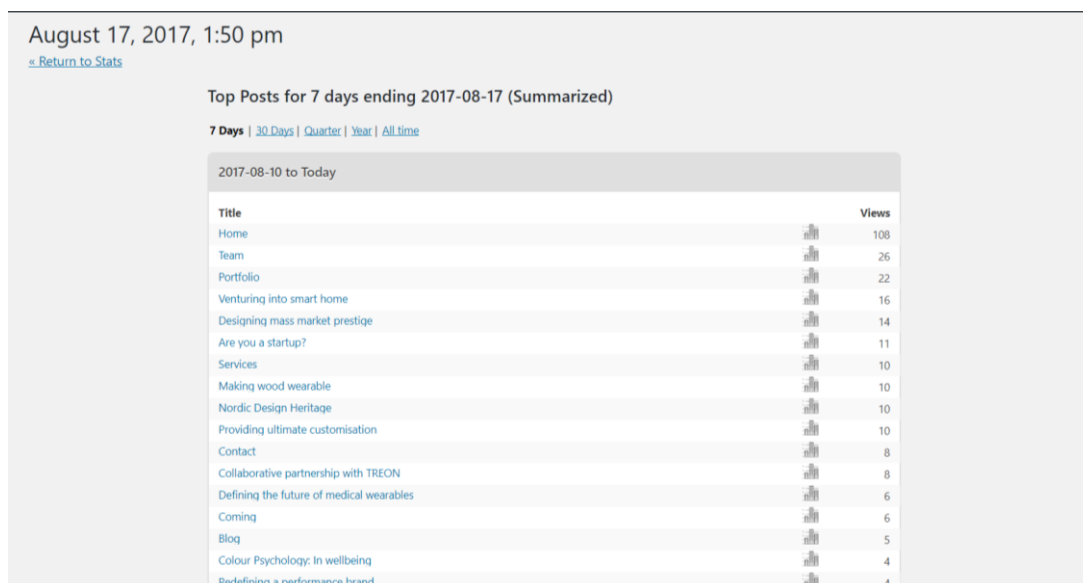 August 17, 2017, 1:50 pm
« Return to Stats
Top Posts for 7 days ending 2017-08-17 (Summarized)
7 Days | 30 Days | Quarter | Year | All time
2017-08-10 to Today
Title Views
Home 108
Team 26
Portfolio 22
Venturing into smart home 16
Designing mass market prestige 14
Are you a startup? 11
Services 10
Making wood wearable 10
Nordic Design Heritage 10
Providing ultimate customisation 10
Contact 8
Collaborative partnership with TREON 8
Defining the future of medical wearables 6
Coming 6
Blog 5
Colour Psychology: In wellbeing 4
Redefining a performance brand 4